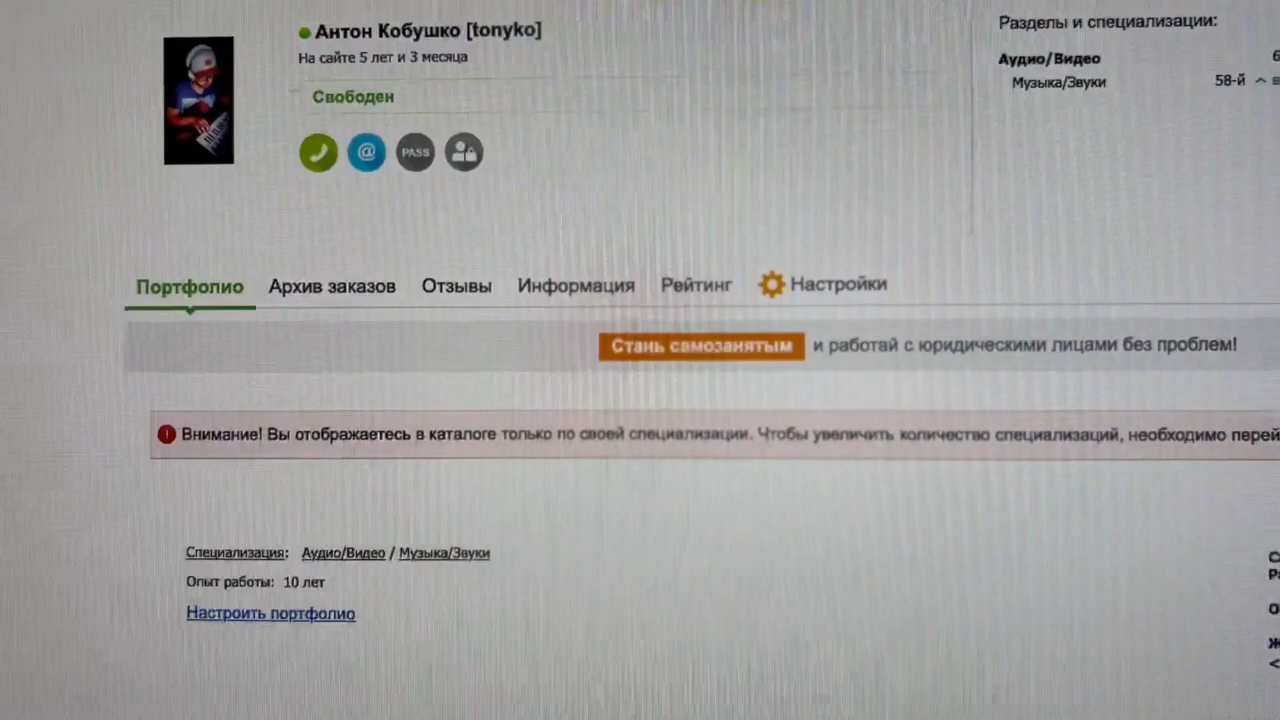 Антон Кобушко [tonyko]
На сайте 5 лет и 3 месяца
Свободен
@
PASS
Разделы и специализации:
Аудио/Видео
Музыка/Звуки 58-й
Портфолио Архив заказов Отзывы Информация Рейтинг Настройки
Стань самозанятым и работай с юридическими лицами без проблем!
Внимание! Вы отображаетесь в каталоге только по своей специализации. Чтобы увеличить количество специализаций, необходимо перей
Специализация: Аудио/Видео / Музыка/Звуки
Опыт работы: 10 лет
Настроить портфолио